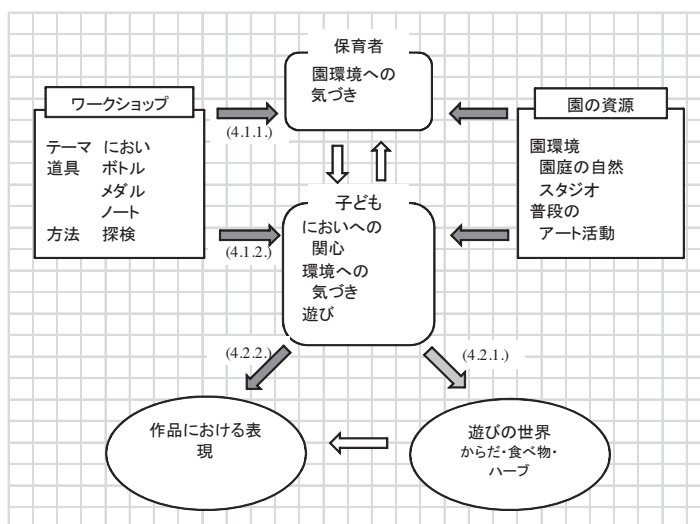 保育者
園環境への
気づき
ワークショップ
テーマ におい
道具 ボトル
メダル
ノート
方法 探検
園の資源
園環境
園庭の自然
スタジオ
普段の
アート活動
(4.1.1.)
子ども
においへの
関心
環境への
気づき
遊び
(4.1.2.)
(4.2.2.)
(4.2.1.)
作品における表
現
遊びの世界
からだ・食べ物・
ハーブ